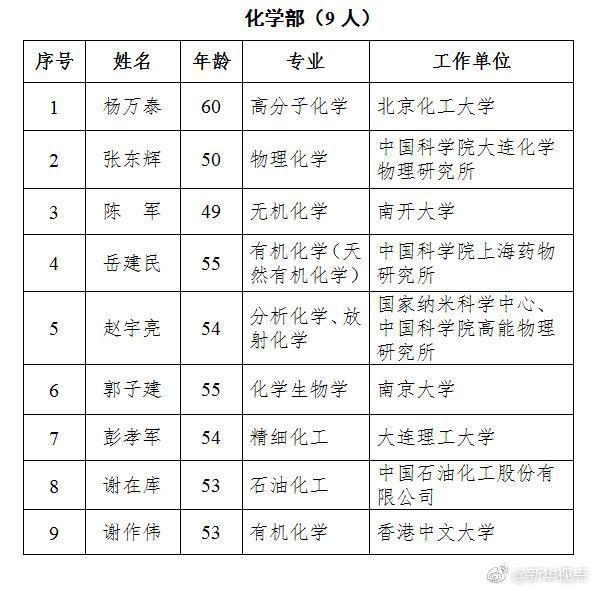 化学部（9 人）
序号 姓名 年龄 专业 工作单位
1 杨万泰 60 高分子化学 北京化工大学
2 张东辉 50 物理化学 中国科学院大连化学
物理研究所
3 陈　军 49 无机化学 南开大学
4 岳建民 55 有机化学（天 中国科学院上海药物
然有机化学） 研究所
国家纳米科学中心、
5 赵宇亮 54 分析化学、放 中国科学院高能物理
射化学 研究所
6 郭子建 55 化学生物学 南京大学
7 彭孝军 54 精细化工 大连理工大学
8 谢在库 53 石油化工 中国石油化工股份有
限公司
9 谢作伟 53 有机化学 香港中文大学
@新华视点